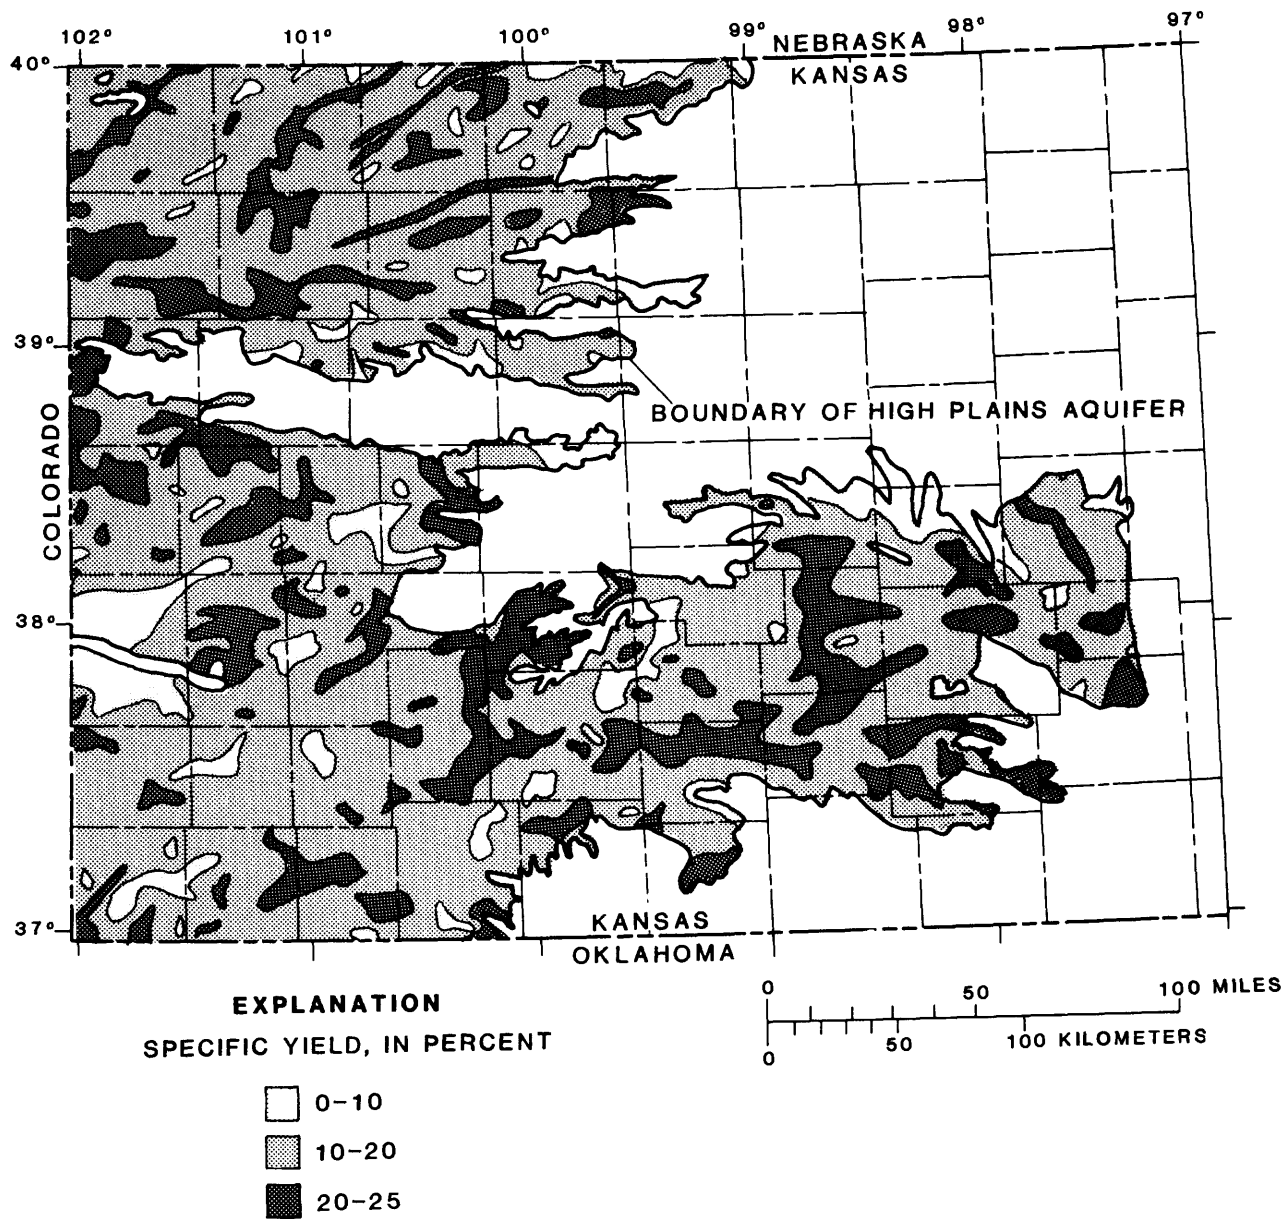 102° 101° 100° 99° 98° 97°
40°
NEBRASKA
KANSAS
39°
BOUNDARY OF HIGH PLAINS AQUIFER
COLORADO
38°
37°
KANSAS
OKLAHOMA
0 50 100 MILES
0 50 100 KILOMETERS
EXPLANATION
SPECIFIC YIELD, IN PERCENT
0-10
10-20
20-25